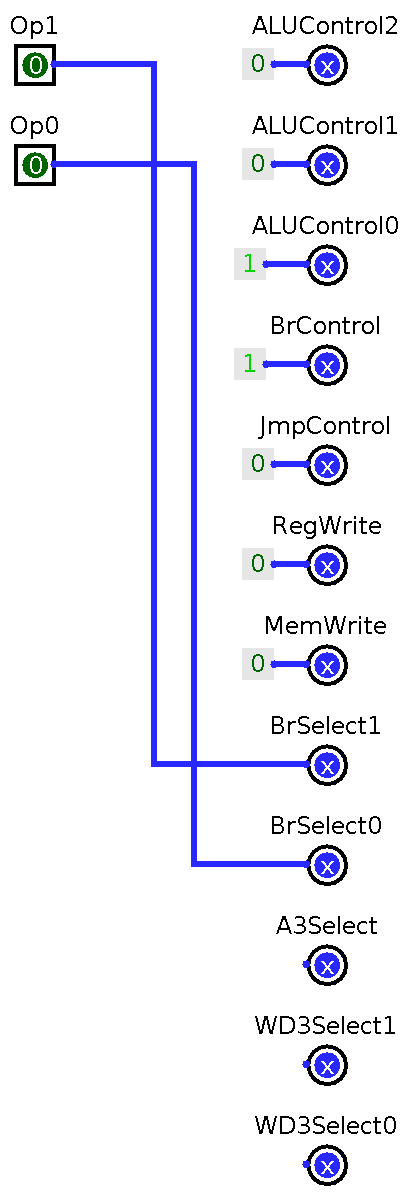 Op1 ALUControl2
0 0 x
Op0 ALUControl1
0 0 x
ALUControl0
1 x
BrControl
1 x
JmpControl
0 x
RegWrite
0 x
MemWrite
0 x
BrSelect1
x
BrSelect0
x
A3Select
x
WD3Select1
x
WD3Select0
x